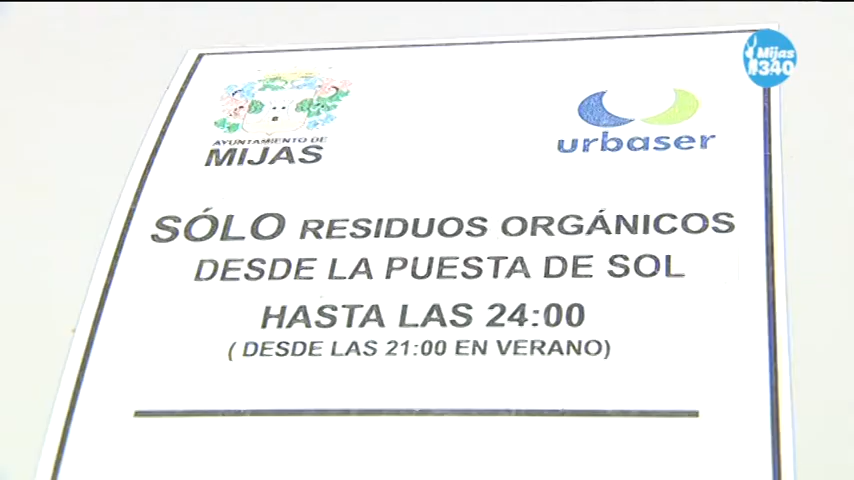 Mijas
340
AYUNTAMIENTO DE
MIJAS
urbaser
SÓLO RESIDUOS ORGÁNICOS
DESDE LA PUESTA DE SOL
HASTA LAS 24:00
( DESDE LAS 21:00 EN VERANO)